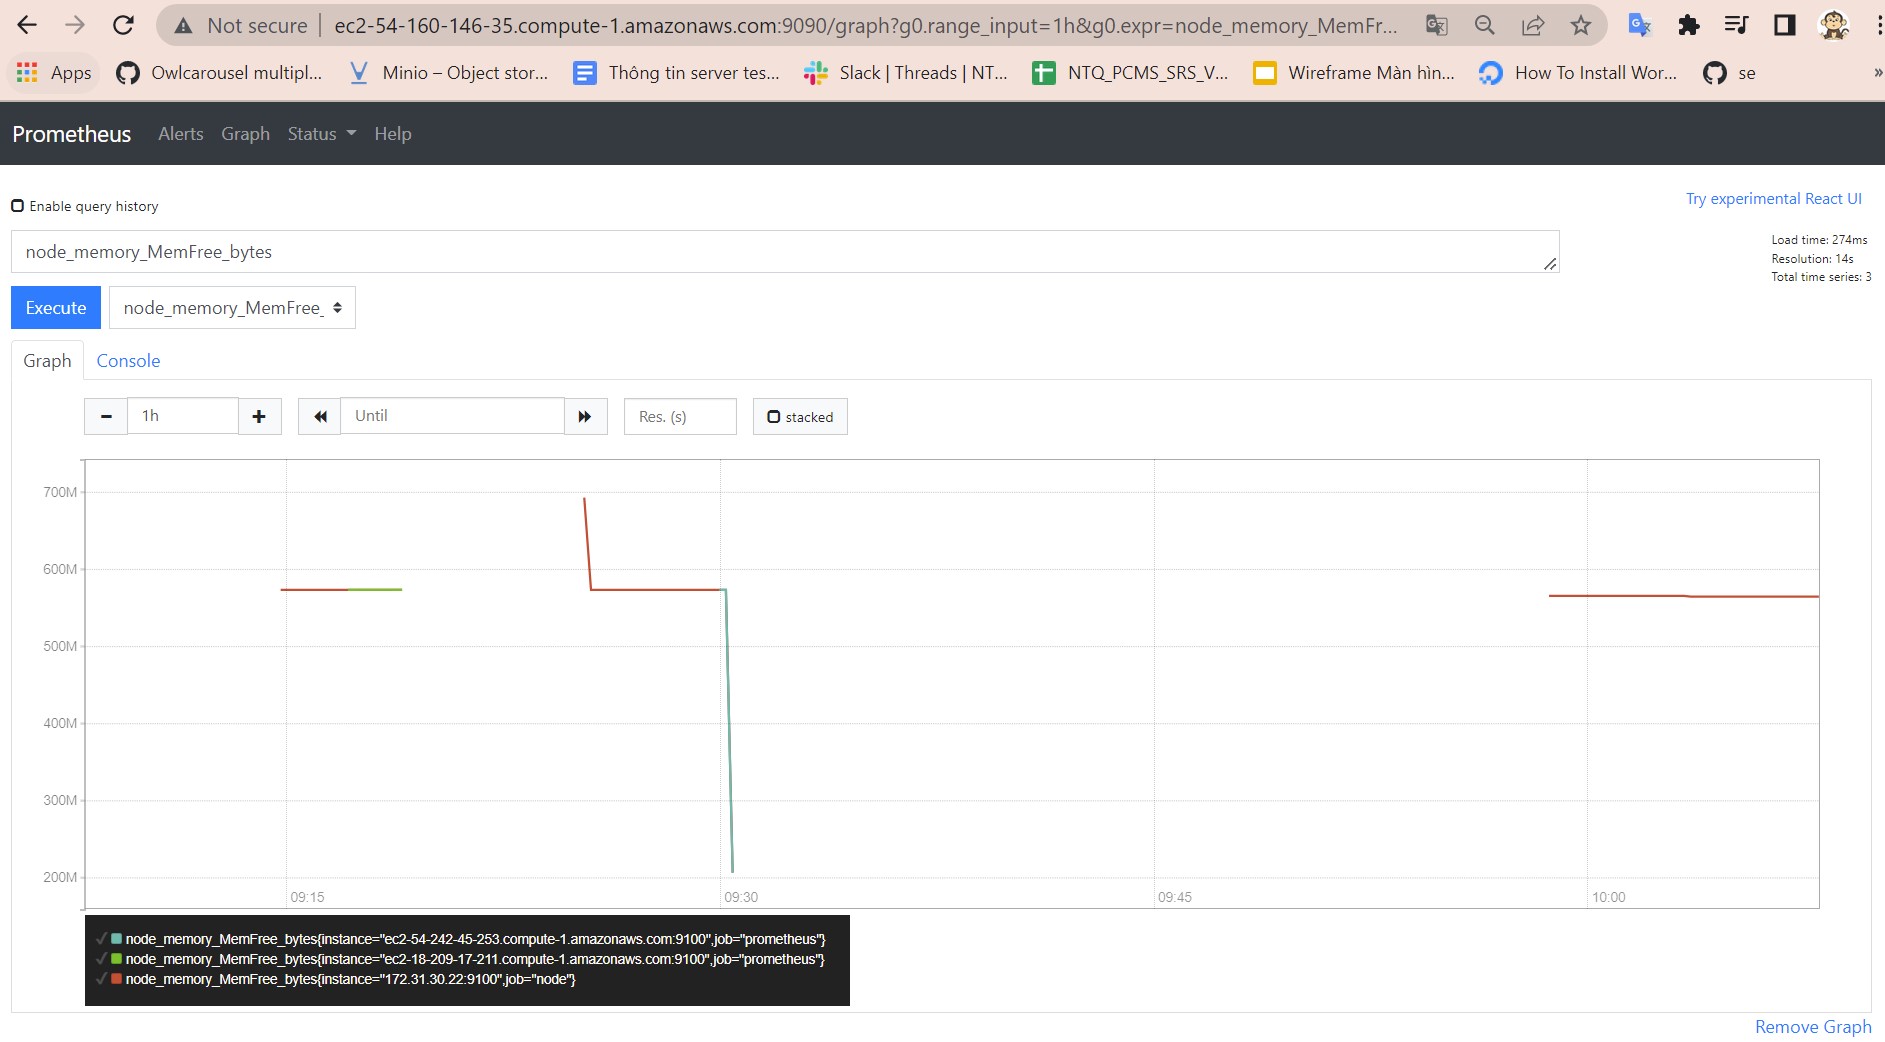 Not secure | ec2-54-160-146-35.compute-1.amazonaws.com:9090/graph?g0.range_input=1h&g0.expr=node_memory_MemFr...
Apps Owlcarousel multipl... Minio – Object stor... Thông tin server tes... Slack | Threads | NT... NTQ_PCMS_SRS_V... Wireframe Màn hìn... How To Install Wor... se »
Prometheus Alerts Graph Status Help
Enable query history
Try experimental React UI
node_memory_MemFree_bytes
Load time: 274ms
Resolution: 14s
Total time series: 3
Execute node_memory_MemFree_
Graph Console
1h Until Res. (s) stacked
700M
600M
500M
400M
300M
200M
09:15 09:30 09:45 10:00
node_memory_MemFree_bytes{instance="ec2-54-242-45-253.compute-1.amazonaws.com:9100",job="prometheus"}
node_memory_MemFree_bytes{instance="ec2-18-209-17-211.compute-1.amazonaws.com:9100",job="prometheus"}
node_memory_MemFree_bytes{instance="172.31.30.22:9100",job="node"}
Remove Graph